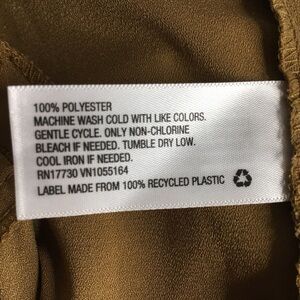 100% POLYESTER
MACHINE WASH COLD WITH LIKE COLORS.
GENTLE CYCLE. ONLY NON-CHLORINE
BLEACH IF NEEDED. TUMBLE DRY LOW.
COOL IRON IF NEEDED.
RN17730 VN1055164
LABEL MADE FROM 100% RECYCLED PLASTIC